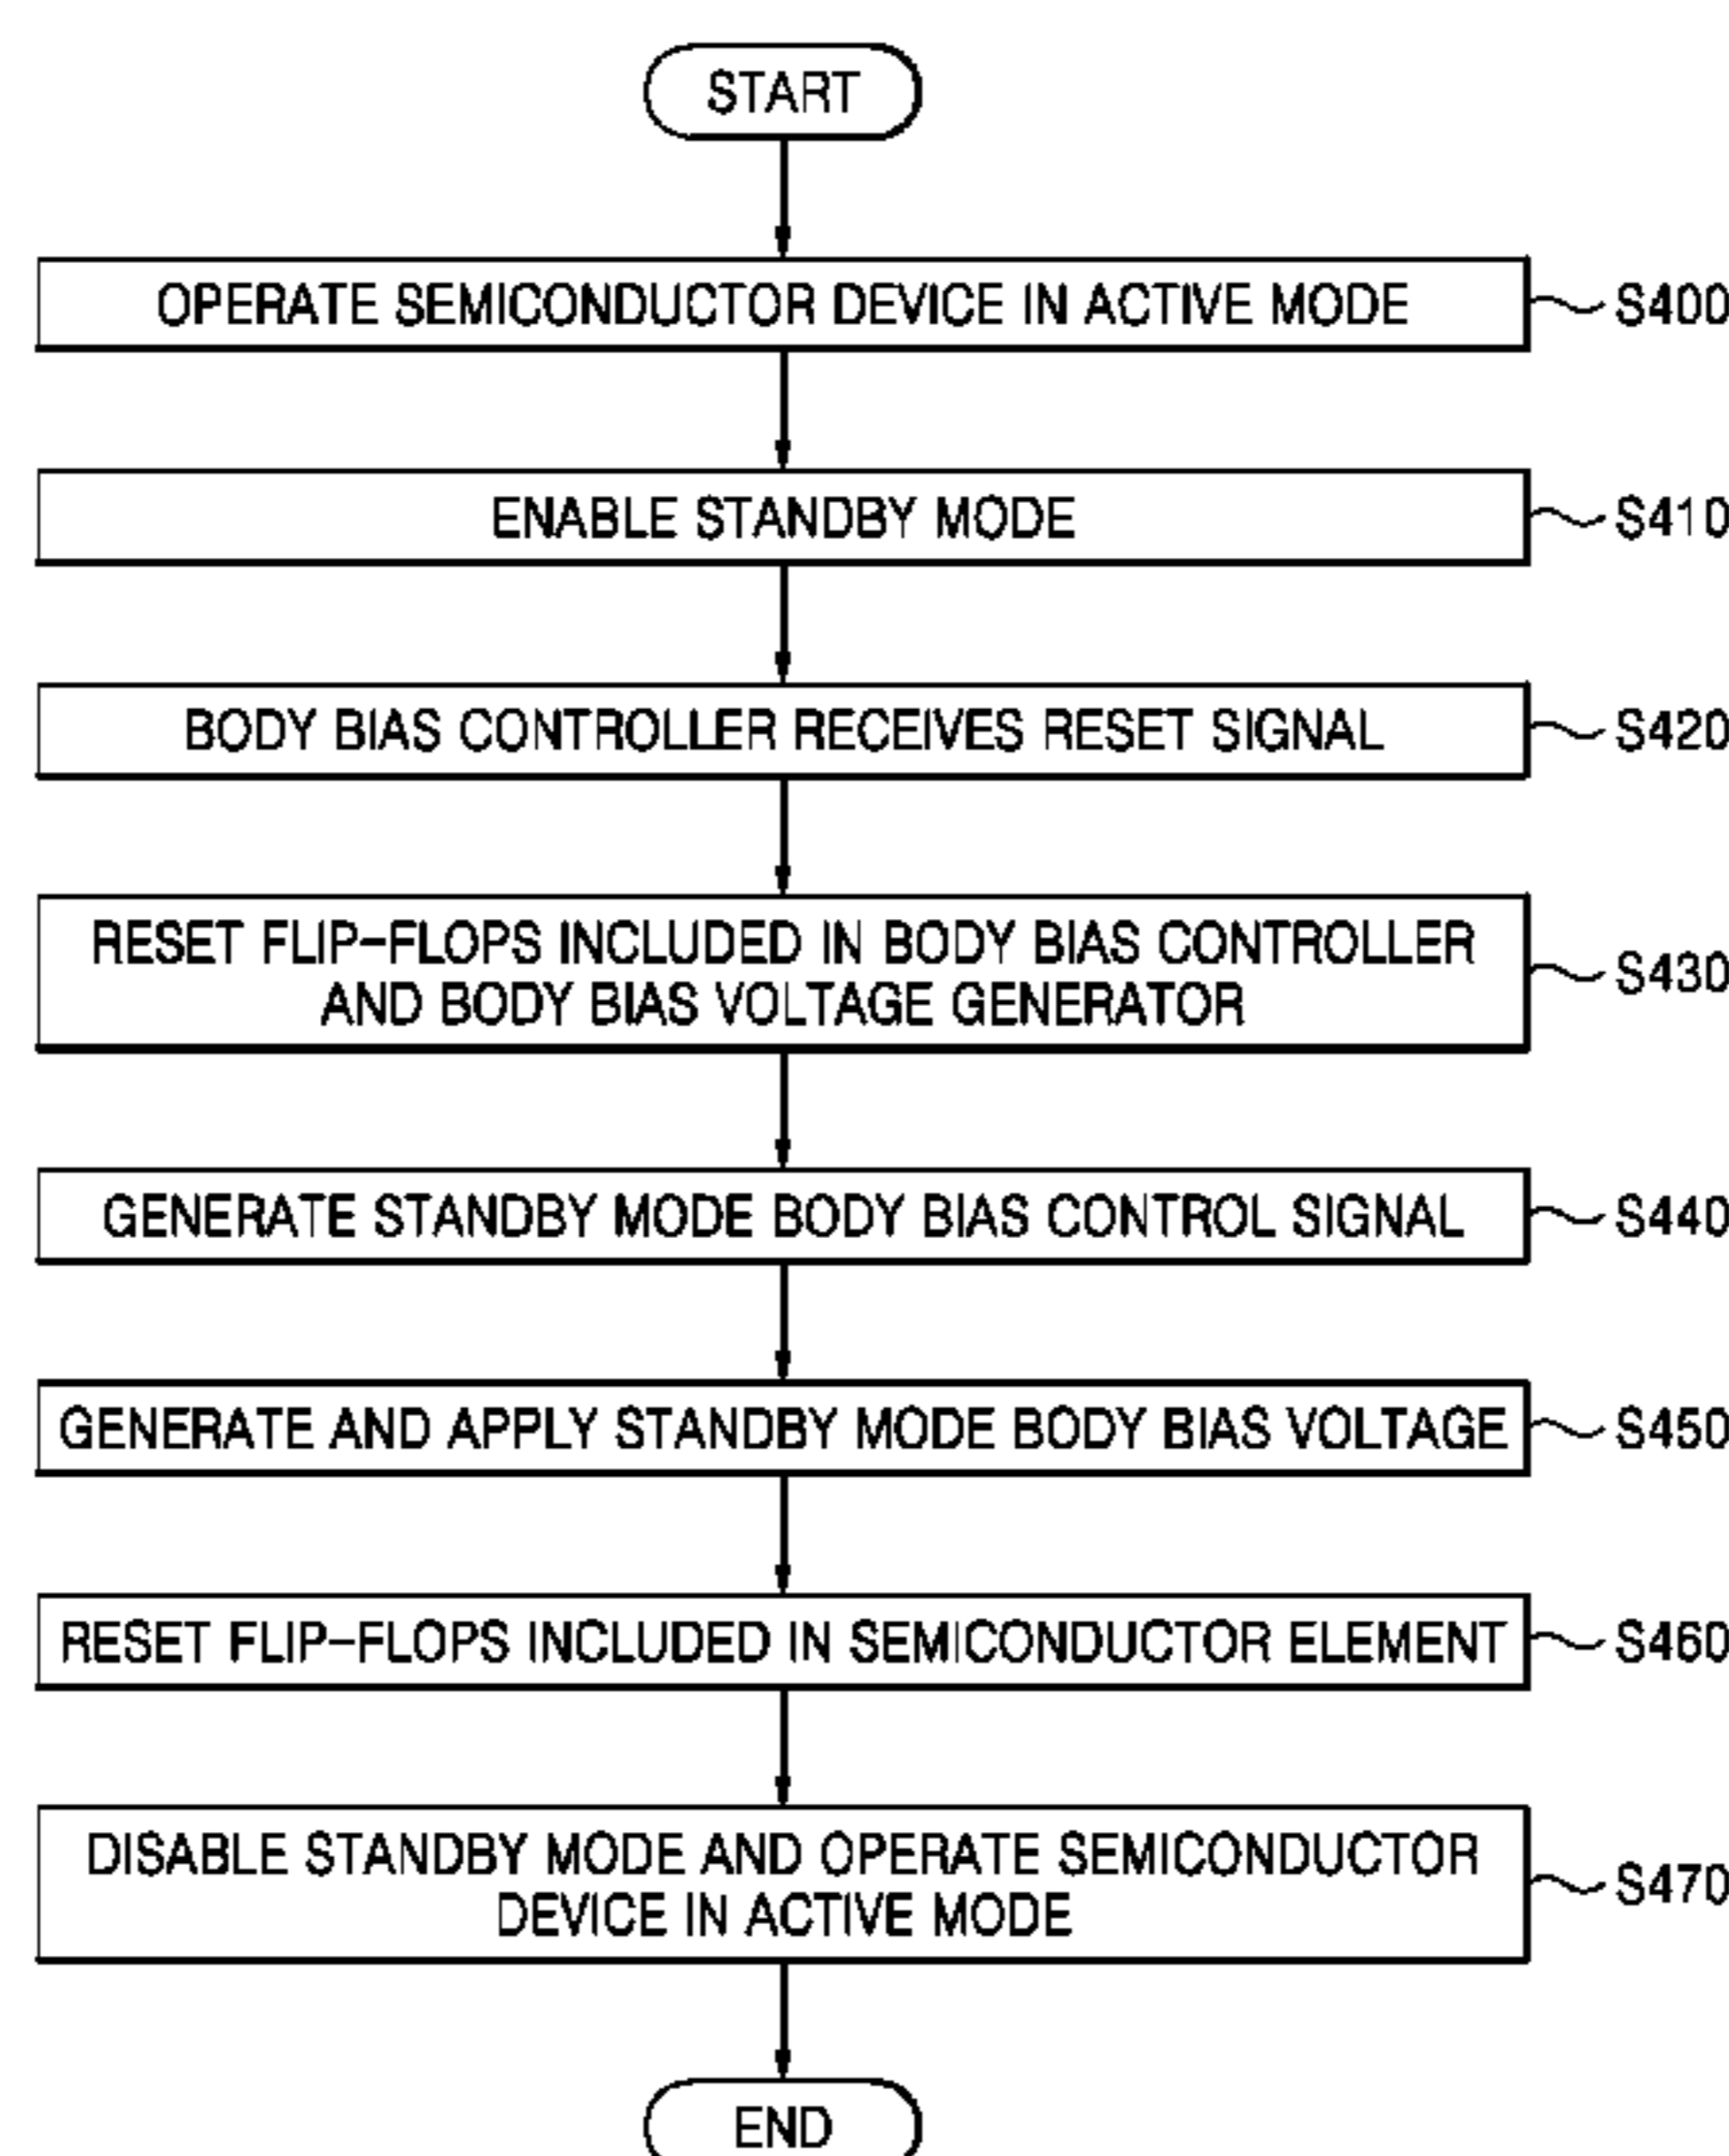 START
OPERATE SEMICONDUCTOR DEVICE IN ACTIVE MODE
S400
ENABLE STANDBY MODE
S410
BODY BIAS CONTROLLER RECEIVES RESET SIGNAL
S420
RESET FLIP-FLOPS INCLUDED IN BODY BIAS CONTROLLER
AND BODY BIAS VOLTAGE GENERATOR
S430
GENERATE STANDBY MODE BODY BIAS CONTROL SIGNAL
S440
GENERATE AND APPLY STANDBY MODE BODY BIAS VOLTAGE
S450
RESET FLIP-FLOPS INCLUDED IN SEMICONDUCTOR ELEMENT
S460
DISABLE STANDBY MODE AND OPERATE SEMICONDUCTOR
DEVICE IN ACTIVE MODE
S470
END